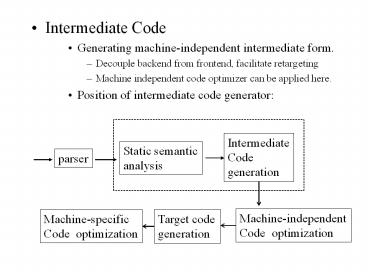 • Intermediate Code
• Generating machine-independent intermediate form.
– Decouple backend from frontend, facilitate retargeting
– Machine independent code optimizer can be applied here.
• Position of intermediate code generator:
parser
Static semantic
analysis
Intermediate
Code
generation
Machine-specific
Code optimization
Target code
generation
Machine-independent
Code optimization